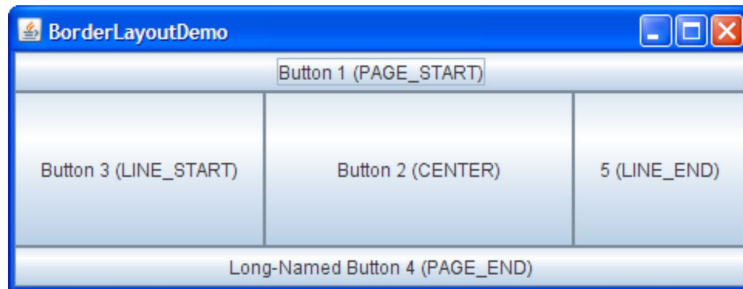 BorderLayoutDemo
Button 1 (PAGE_START)
Button 3 (LINE_START)
Button 2 (CENTER)
5 (LINE_END)
Long-Named Button 4 (PAGE_END)